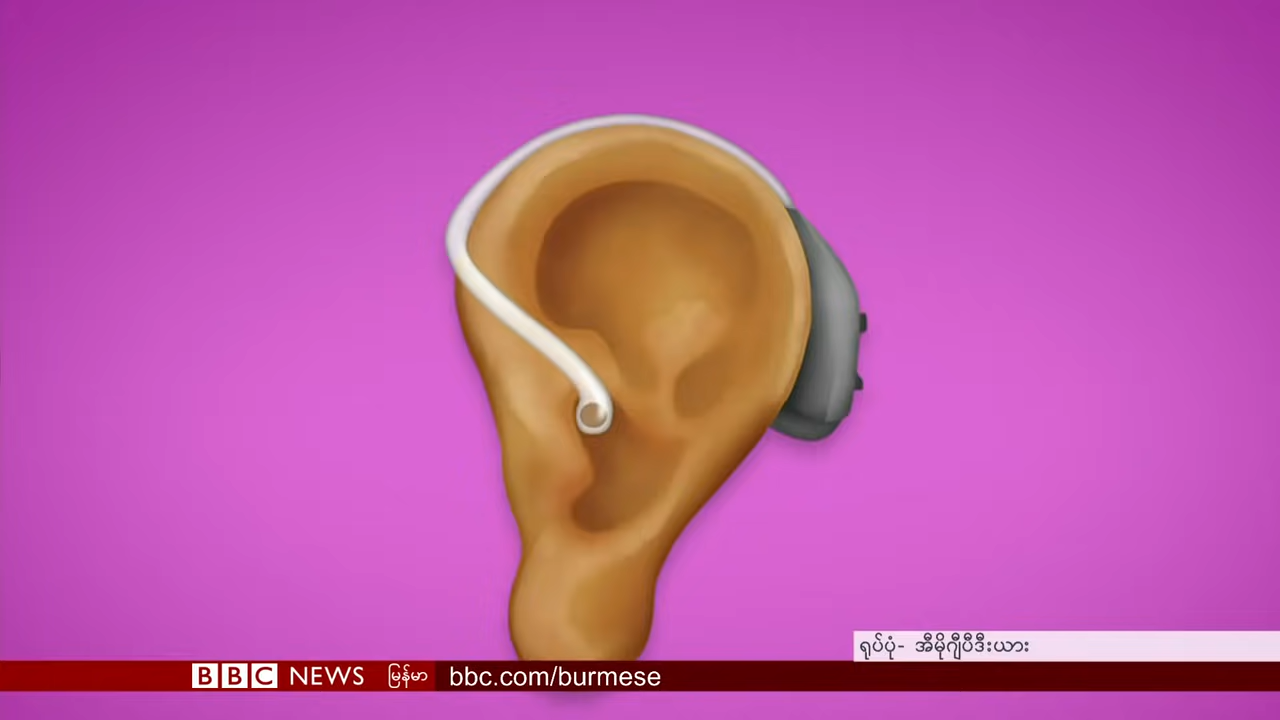 ရုပ်ပုံ- အီမိုဂျီပီဒီးယား
BBC NEWS မြန်မာ bbc.com/burmese